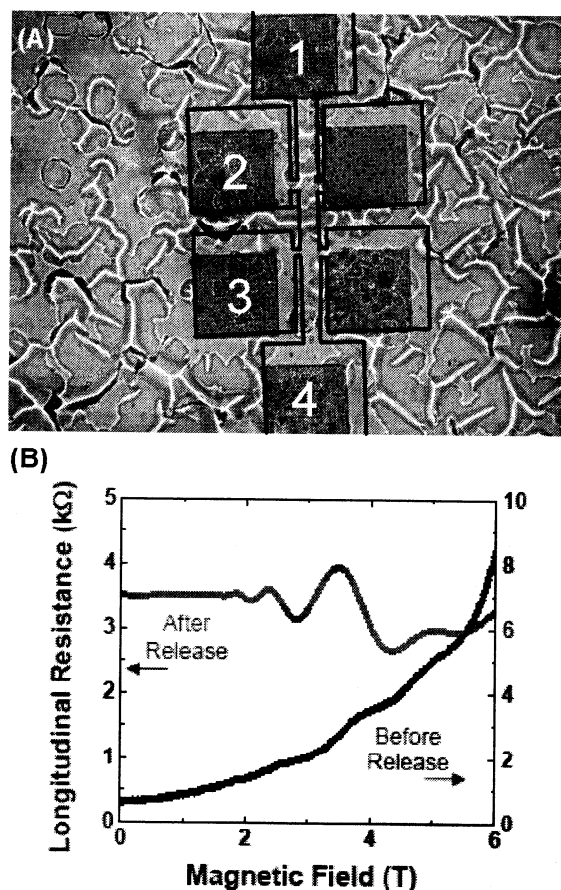 (A)
1
2
3
4
(B)
Longitudinal Resistance (kΩ)
5
4
3
2
1
0
10
8
6
4
2
0
After
Release
Before
Release
0
2
4
6
Magnetic Field (T)